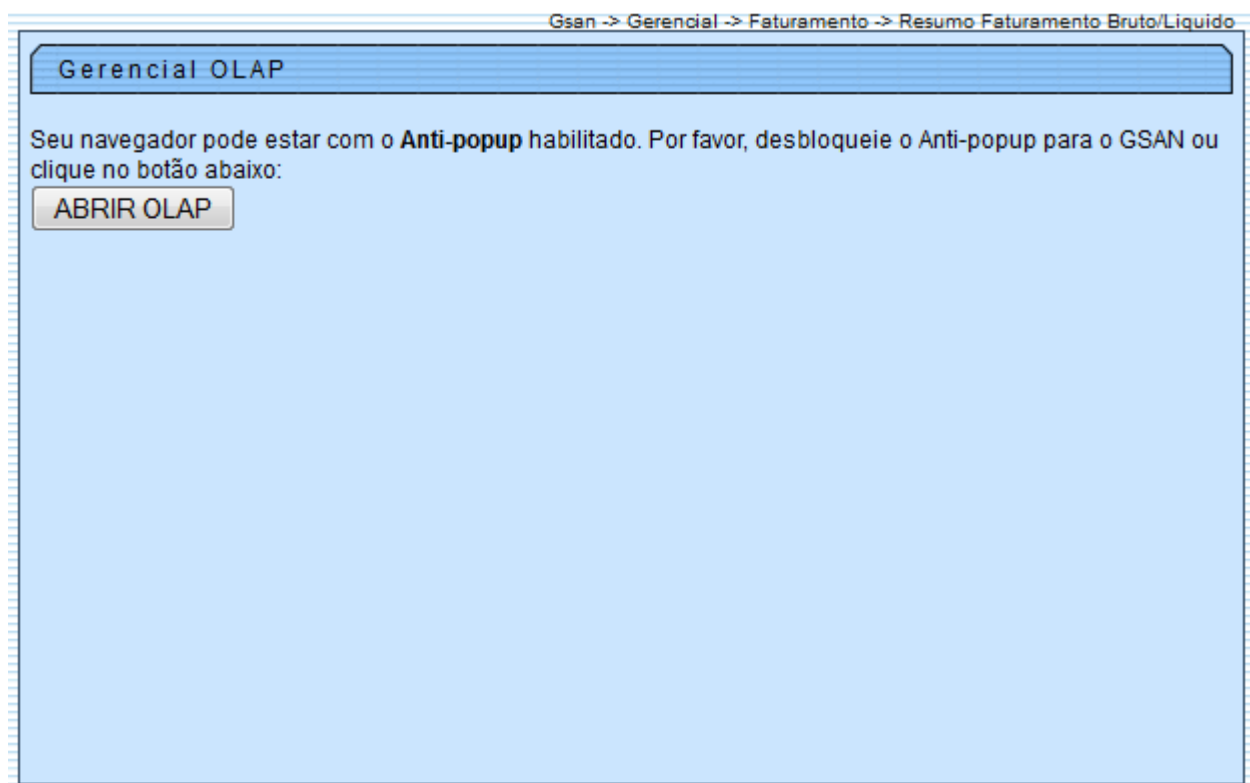 Gsan -> Gerencial -> Faturamento -> Resumo Faturamento Bruto/Liquido
Gerencial OLAP
Seu navegador pode estar com o Anti-popup habilitado. Por favor, desbloqueie o Anti-popup para o GSAN ou
clique no botão abaixo:
ABRIR OLAP